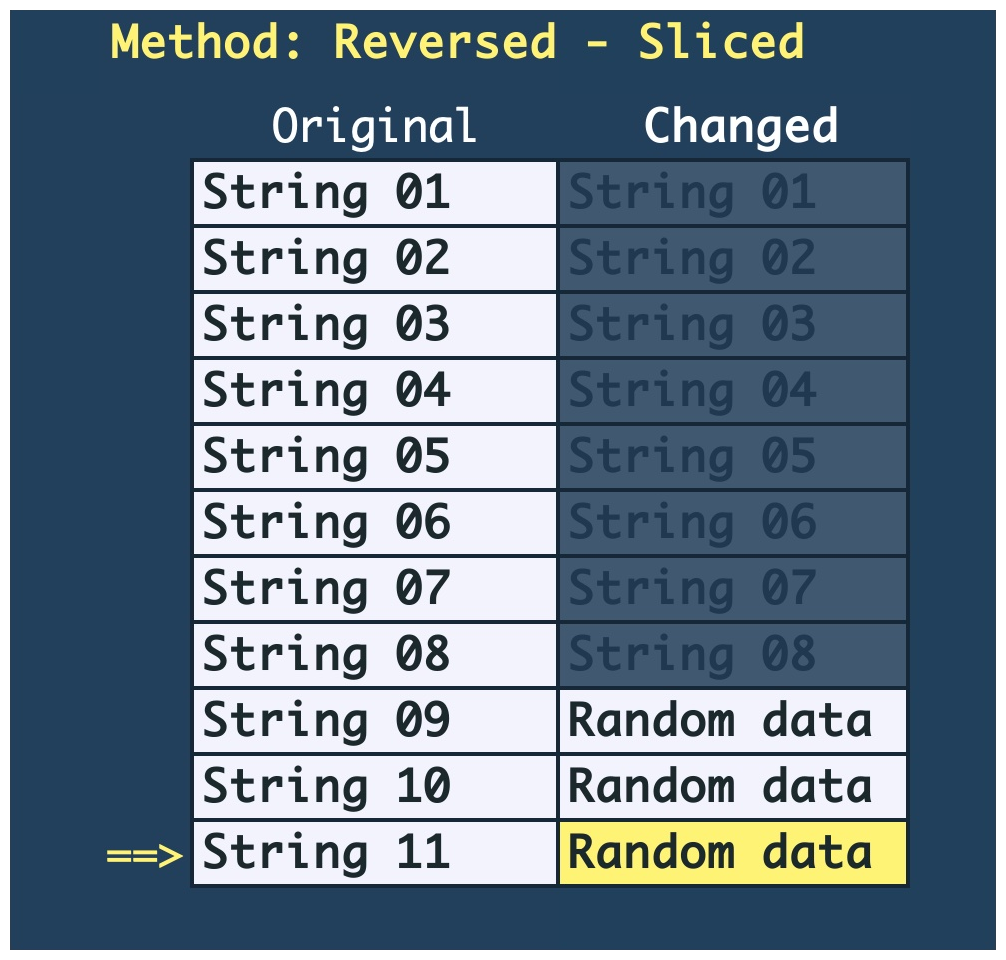 Method: Reversed - Sliced
Original Changed
String 01 String 01
String 02 String 02
String 03 String 03
String 04 String 04
String 05 String 05
String 06 String 06
String 07 String 07
String 08 String 08
String 09 Random data
String 10 Random data
==> String 11 Random data